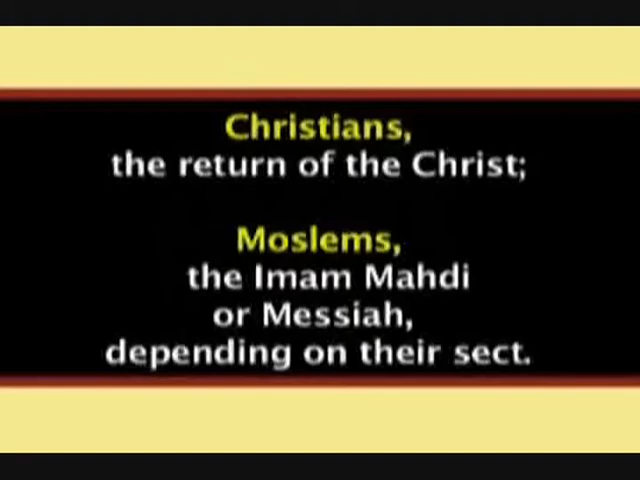 Christians,
the return of the Christ;
Moslems,
the Imam Mahdi
or Messiah,
depending on their sect.